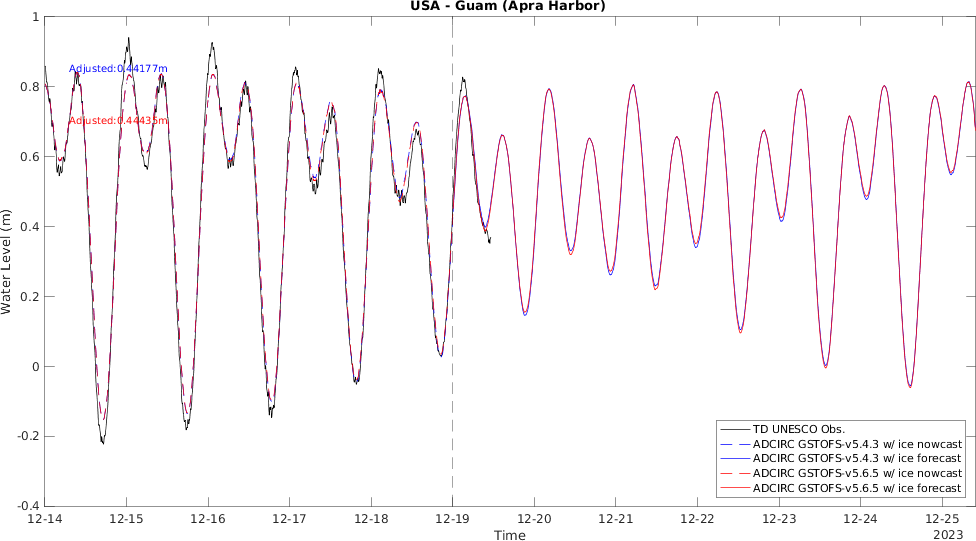 USA - Guam (Apra Harbor)
1
0.8
0.6
0.4
0.2
0
-0.2
-0.4
Water Level (m)
Adjusted:0.44177m
Adjusted:0.44435m
TD UNESCO Obs.
ADCIRC GSTOFS-v5.4.3 w/ ice nowcast
ADCIRC GSTOFS-v5.4.3 w/ ice forecast
ADCIRC GSTOFS-v5.6.5 w/ ice nowcast
ADCIRC GSTOFS-v5.6.5 w/ ice forecast
12-14 12-15 12-16 12-17 12-18 12-19 12-20 12-21 12-22 12-23 12-24 12-25
Time
2023